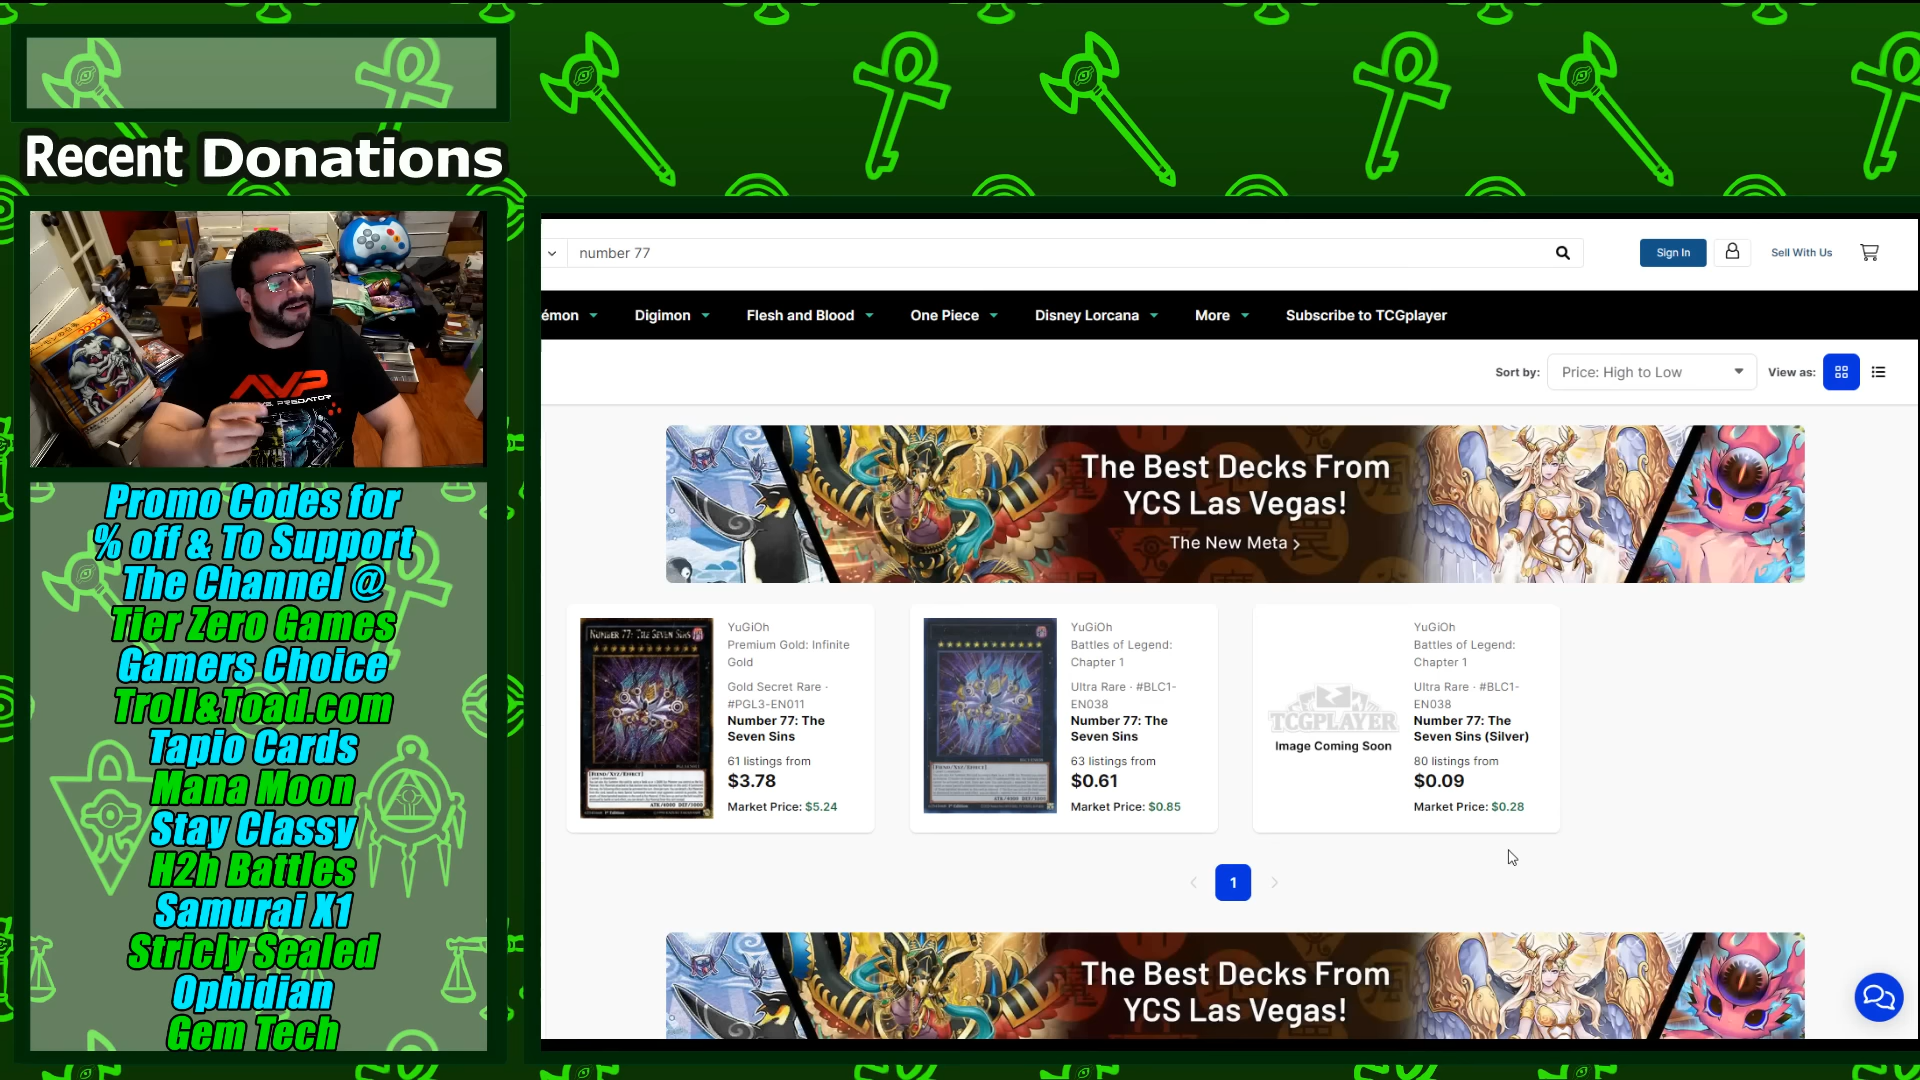 Recent Donations
AVP
PREDATOR
Promo Codes for
% off & To Support
The Channel @
Tier Zero Games
Gamers Choice
Troll&Toad.com
Tapio Cards
Mana Moon
Stay Classy
H2h Battles
Samurai X1
Stricly Sealed
Ophidian
Gem Tech
number 77
Sign In
Sell With Us
émon
Digimon
Flesh and Blood
One Piece
Disney Lorcana
More
Subscribe to TCGplayer
Sort by:
Price: High to Low
View as:
The Best Decks From
YCS Las Vegas!
The New Meta >
Number 77: The Seven Sins
YuGiOh
Premium Gold: Infinite
Gold
Gold Secret Rare ·
#PGL3-EN011
Number 77: The
Seven Sins
61 listings from
$3.78
Market Price: $5.24
YuGiOh
Battles of Legend:
Chapter 1
Ultra Rare · #BLC1-
EN038
Number 77: The
Seven Sins
63 listings from
$0.61
Market Price: $0.85
TCGPLAYER
Image Coming Soon
YuGiOh
Battles of Legend:
Chapter 1
Ultra Rare · #BLC1-
EN038
Number 77: The
Seven Sins (Silver)
80 listings from
$0.09
Market Price: $0.28
1
The Best Decks From
YCS Las Vegas!